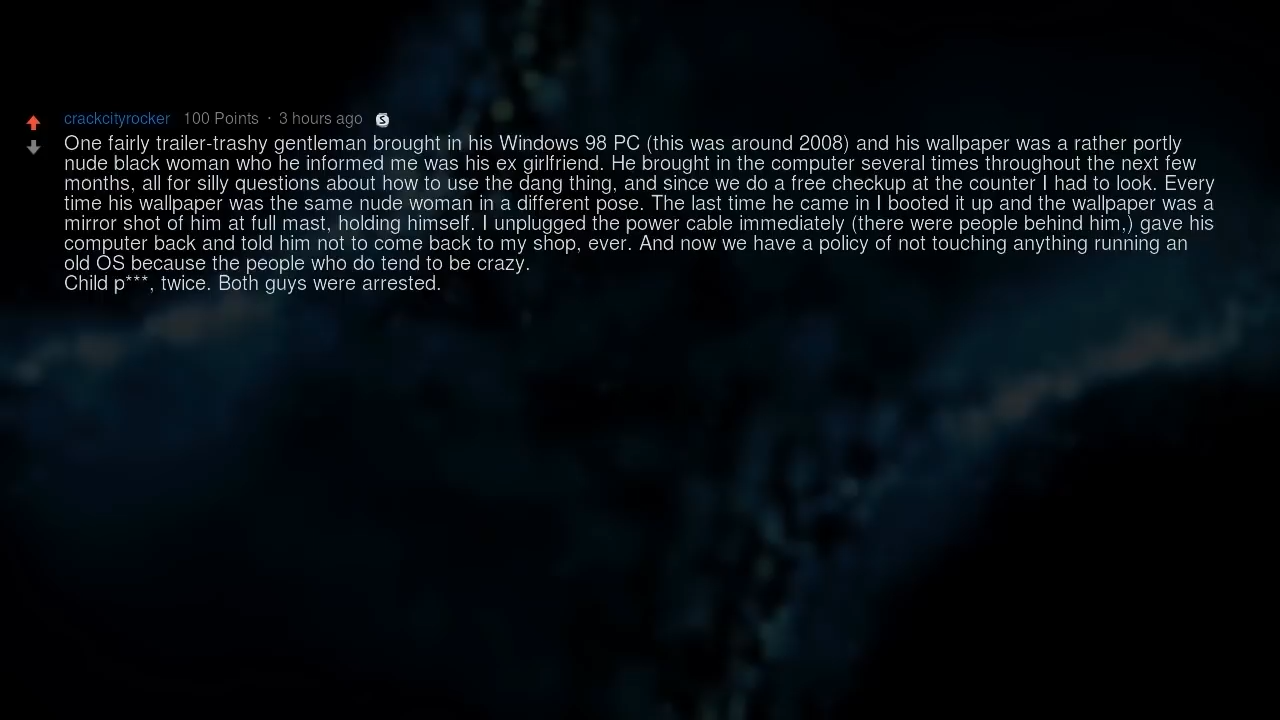 crackcityrocker 100 Points · 3 hours ago S
One fairly trailer-trashy gentleman brought in his Windows 98 PC (this was around 2008) and his wallpaper was a rather portly
nude black woman who he informed me was his ex girlfriend. He brought in the computer several times throughout the next few
months, all for silly questions about how to use the dang thing, and since we do a free checkup at the counter I had to look. Every
time his wallpaper was the same nude woman in a different pose. The last time he came in I booted it up and the wallpaper was a
mirror shot of him at full mast, holding himself. I unplugged the power cable immediately (there were people behind him,) gave his
computer back and told him not to come back to my shop, ever. And now we have a policy of not touching anything running an
old OS because the people who do tend to be crazy.
Child p***, twice. Both guys were arrested.